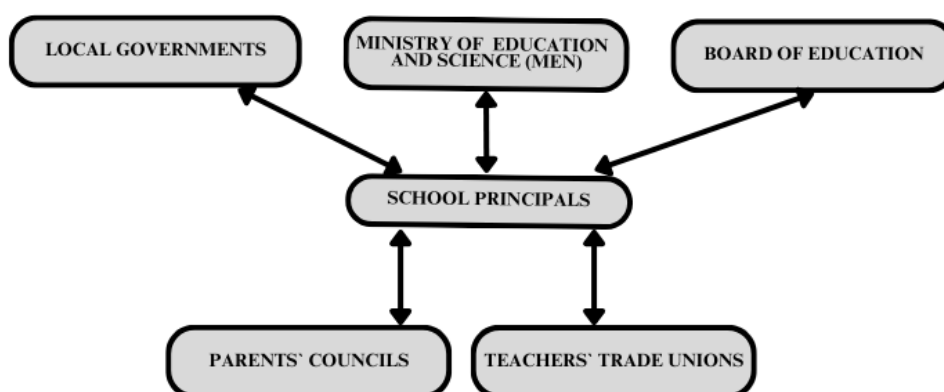 LOCAL GOVERNMENTS
MINISTRY OF EDUCATION
AND SCIENCE (MEN)
BOARD OF EDUCATION
SCHOOL PRINCIPALS
PARENTS` COUNCILS
TEACHERS` TRADE UNIONS